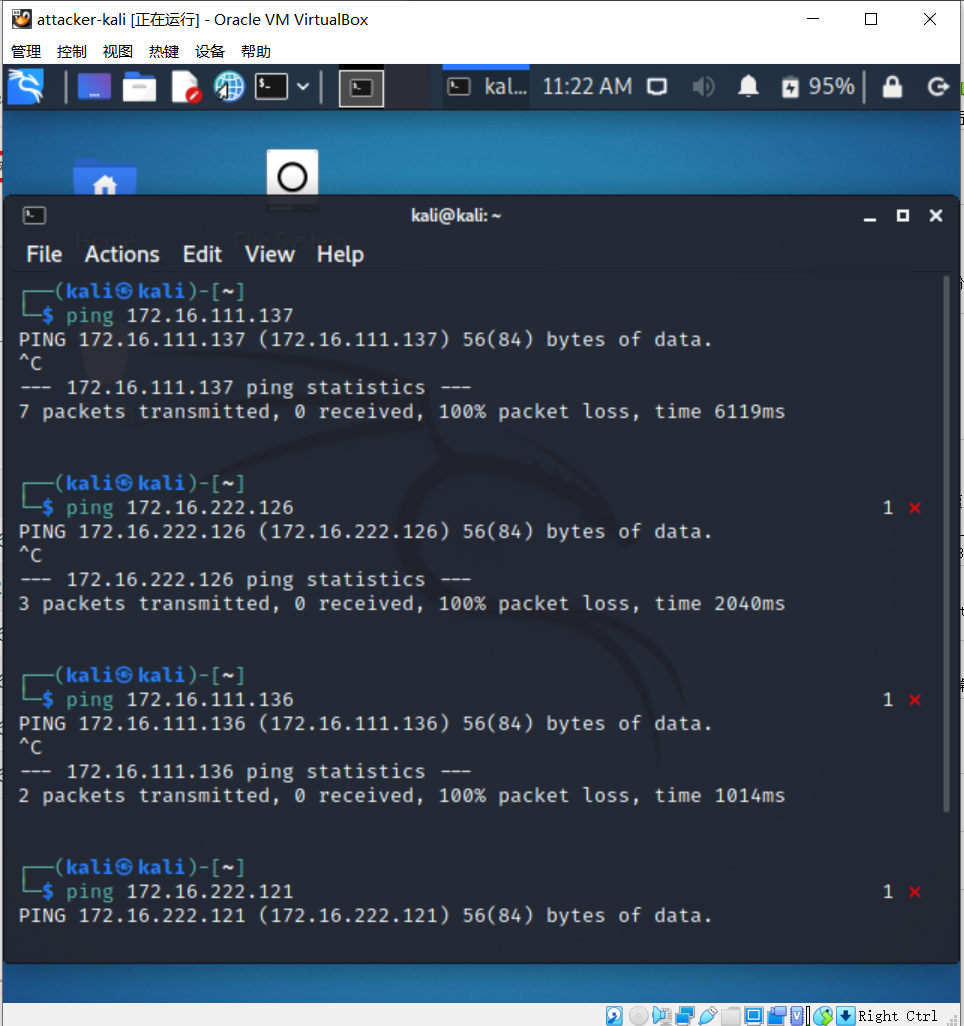 attacker-kali [正在运行] - Oracle VM VirtualBox
管理 控制 视图 热键 设备 帮助
kal... 11:22 AM 95%
kali@kali: ~
File Actions Edit View Help
┌──(kali㉿kali)-[~]
└─$ ping 172.16.111.137
PING 172.16.111.137 (172.16.111.137) 56(84) bytes of data.
^C
--- 172.16.111.137 ping statistics ---
7 packets transmitted, 0 received, 100% packet loss, time 6119ms
┌──(kali㉿kali)-[~]
└─$ ping 172.16.222.126 1 ⨯
PING 172.16.222.126 (172.16.222.126) 56(84) bytes of data.
^C
--- 172.16.222.126 ping statistics ---
3 packets transmitted, 0 received, 100% packet loss, time 2040ms
┌──(kali㉿kali)-[~]
└─$ ping 172.16.111.136 1 ⨯
PING 172.16.111.136 (172.16.111.136) 56(84) bytes of data.
^C
--- 172.16.111.136 ping statistics ---
2 packets transmitted, 0 received, 100% packet loss, time 1014ms
┌──(kali㉿kali)-[~]
└─$ ping 172.16.222.121 1 ⨯
PING 172.16.222.121 (172.16.222.121) 56(84) bytes of data.
Right Ctrl